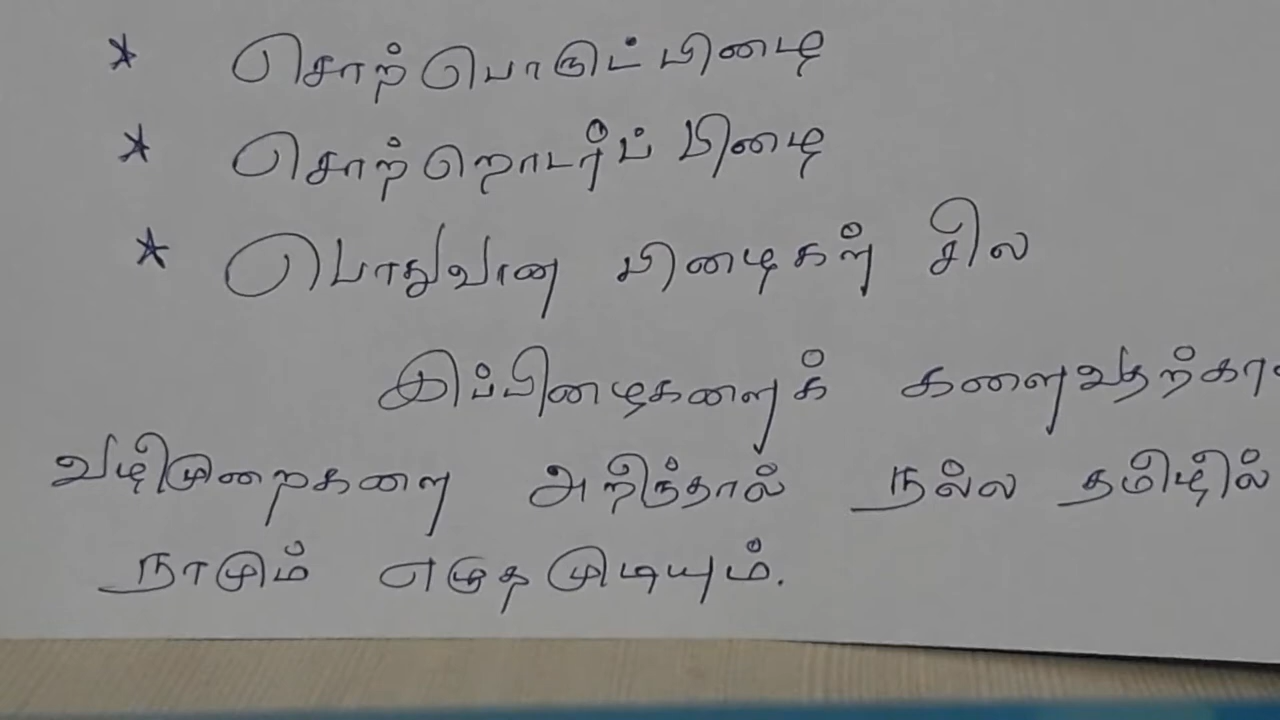 * சொற்பொருட்பிழை
* சொற்றொடர்ப் பிழை
* பொதுவான பிழைகள் சில
இப்பிழைகளைக் களைவதற்கா
வழிமுறைகளை அறிந்தால் நல்ல தமிழில்
நாமும் எழுத முடியும்.